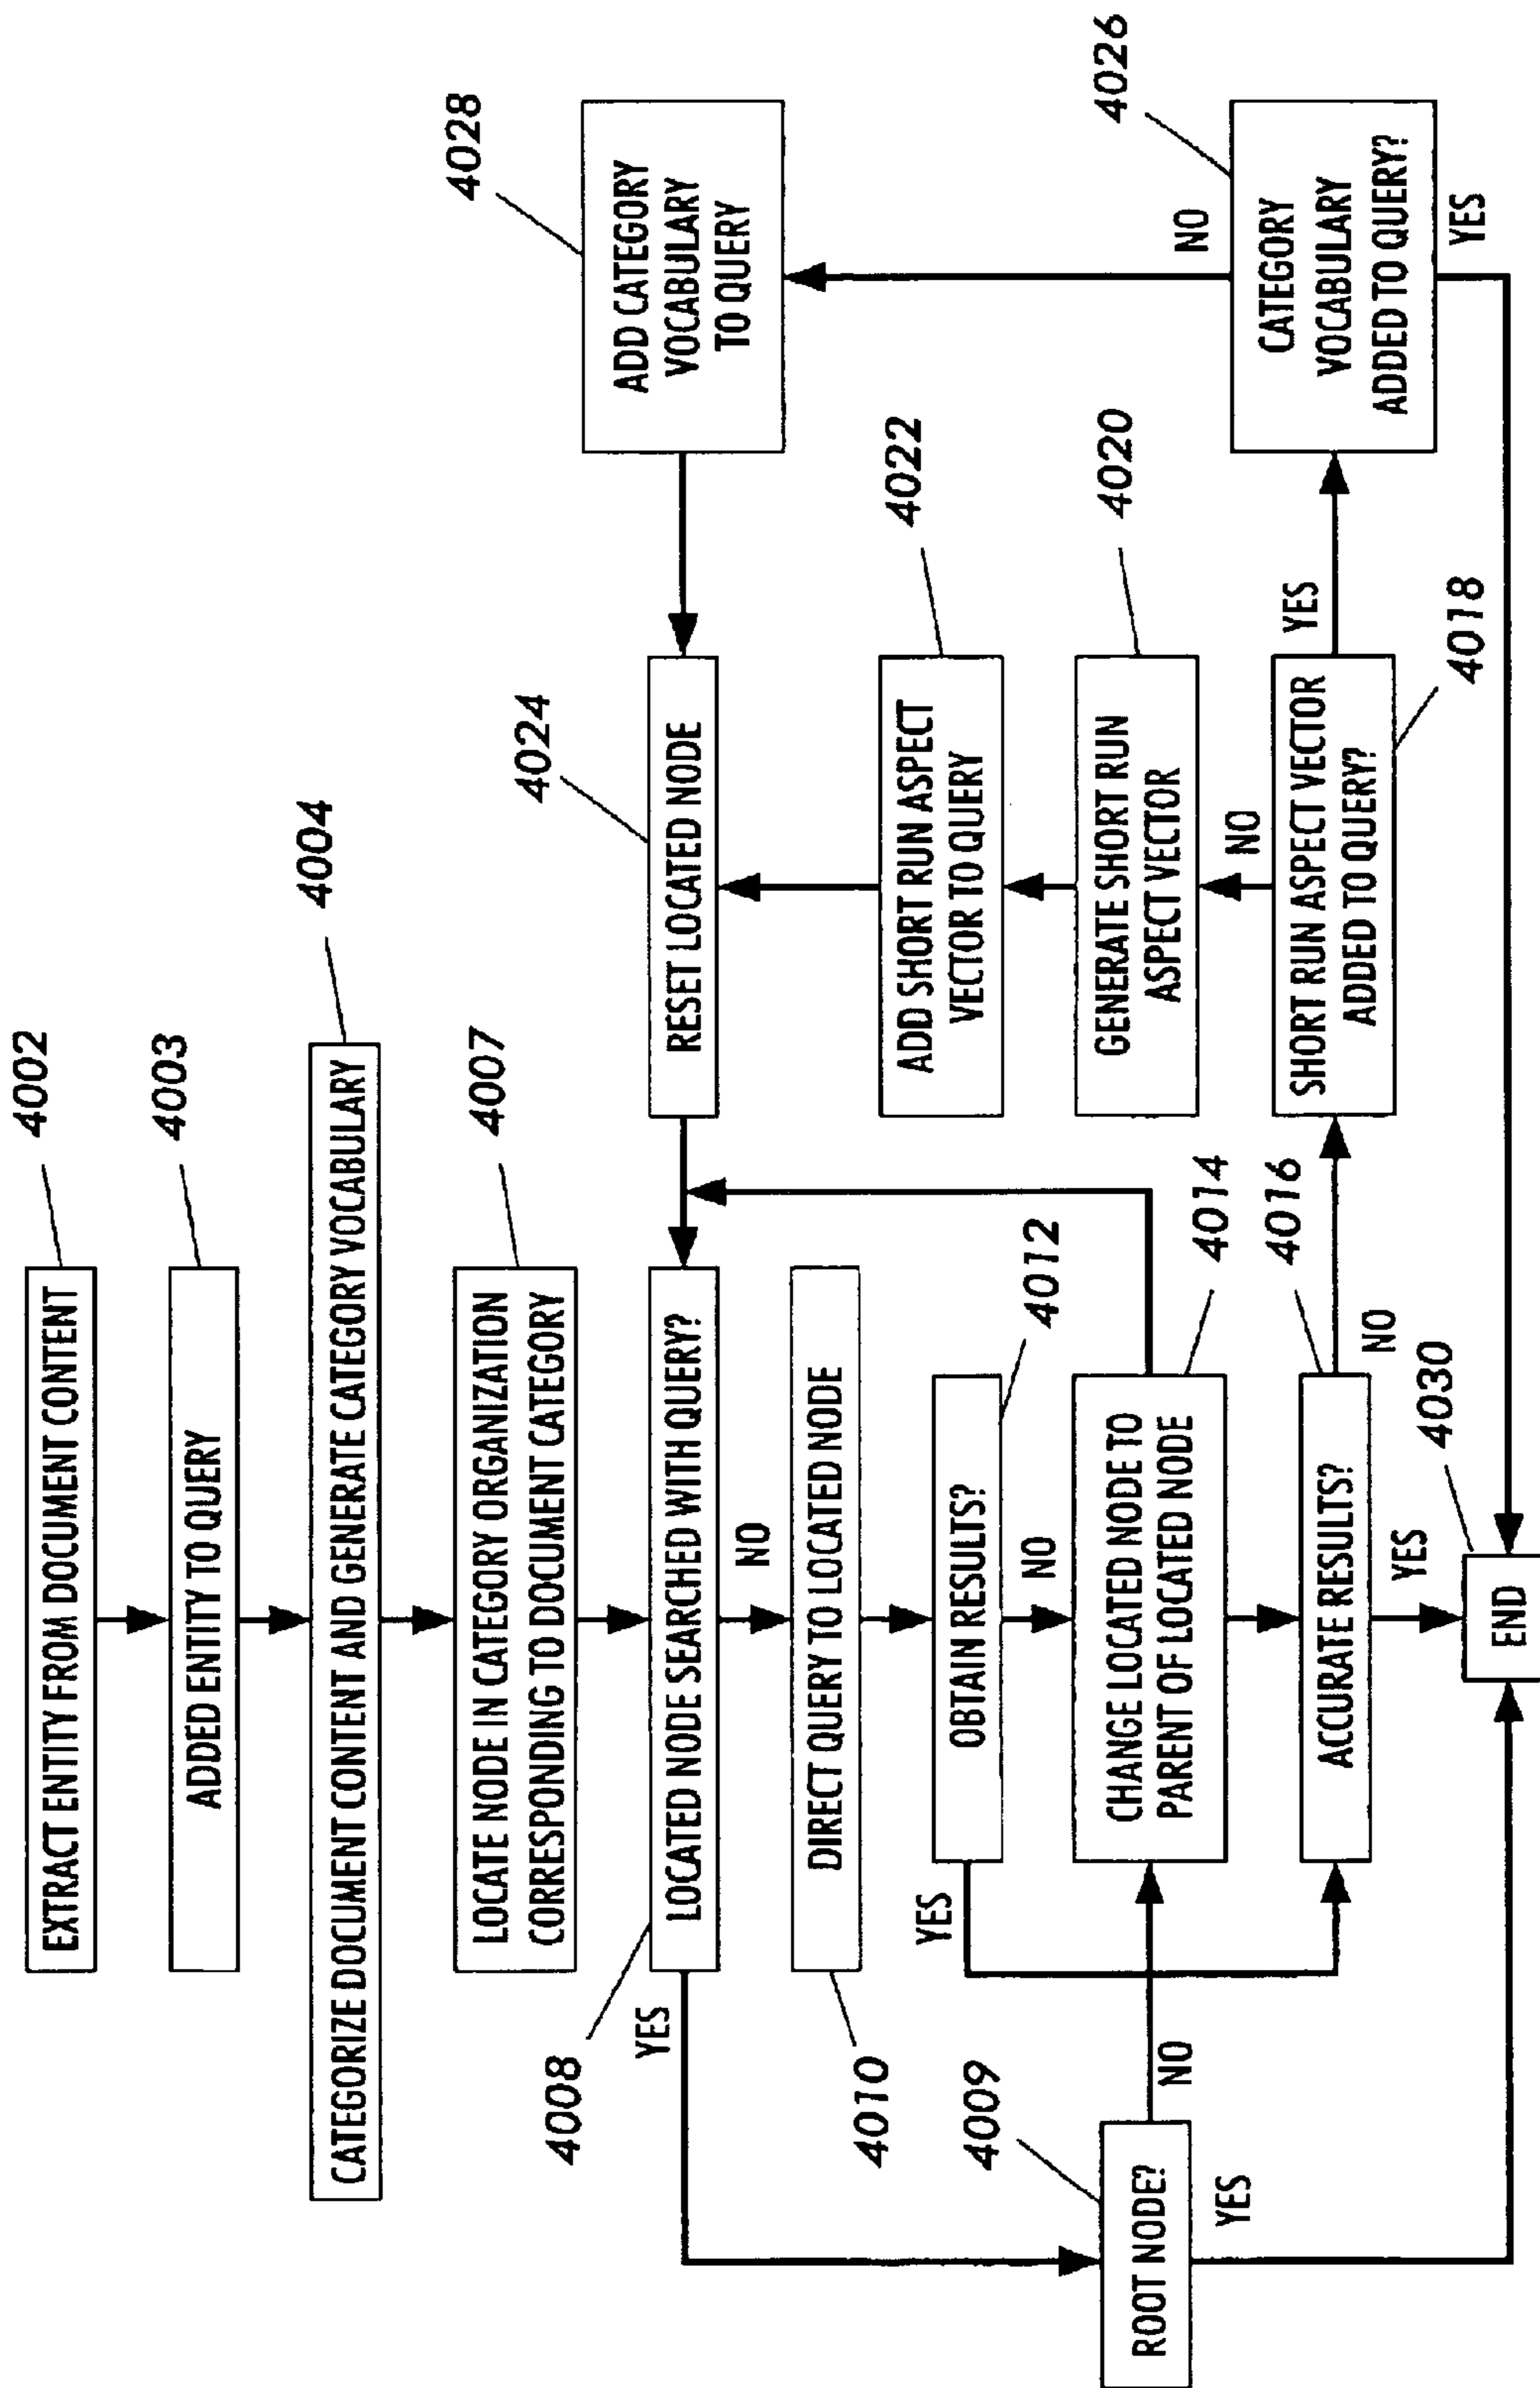 4002
EXTRACT ENTITY FROM DOCUMENT CONTENT
4003
ADDED ENTITY TO QUERY
4004
CATEGORIZE DOCUMENT CONTENT AND GENERATE CATEGORY VOCABULARY
4007
LOCATE NODE IN CATEGORY ORGANIZATION
CORRESPONDING TO DOCUMENT CATEGORY
4008
LOCATED NODE SEARCHED WITH QUERY?
YES
NO
4010
DIRECT QUERY TO LOCATED NODE
4009
ROOT NODE?
NO
YES
4012
OBTAIN RESULTS?
YES
NO
4014
CHANGE LOCATED NODE TO
PARENT OF LOCATED NODE
4016
ACCURATE RESULTS?
NO
YES
4030
END
4024
RESET LOCATED NODE
4022
ADD SHORT RUN ASPECT
VECTOR TO QUERY
4020
GENERATE SHORT RUN
ASPECT VECTOR
NO
4018
SHORT RUN ASPECT VECTOR
ADDED TO QUERY?
YES
4028
ADD CATEGORY
VOCABULARY
TO QUERY
NO
4026
CATEGORY
VOCABULARY
ADDED TO QUERY?
YES